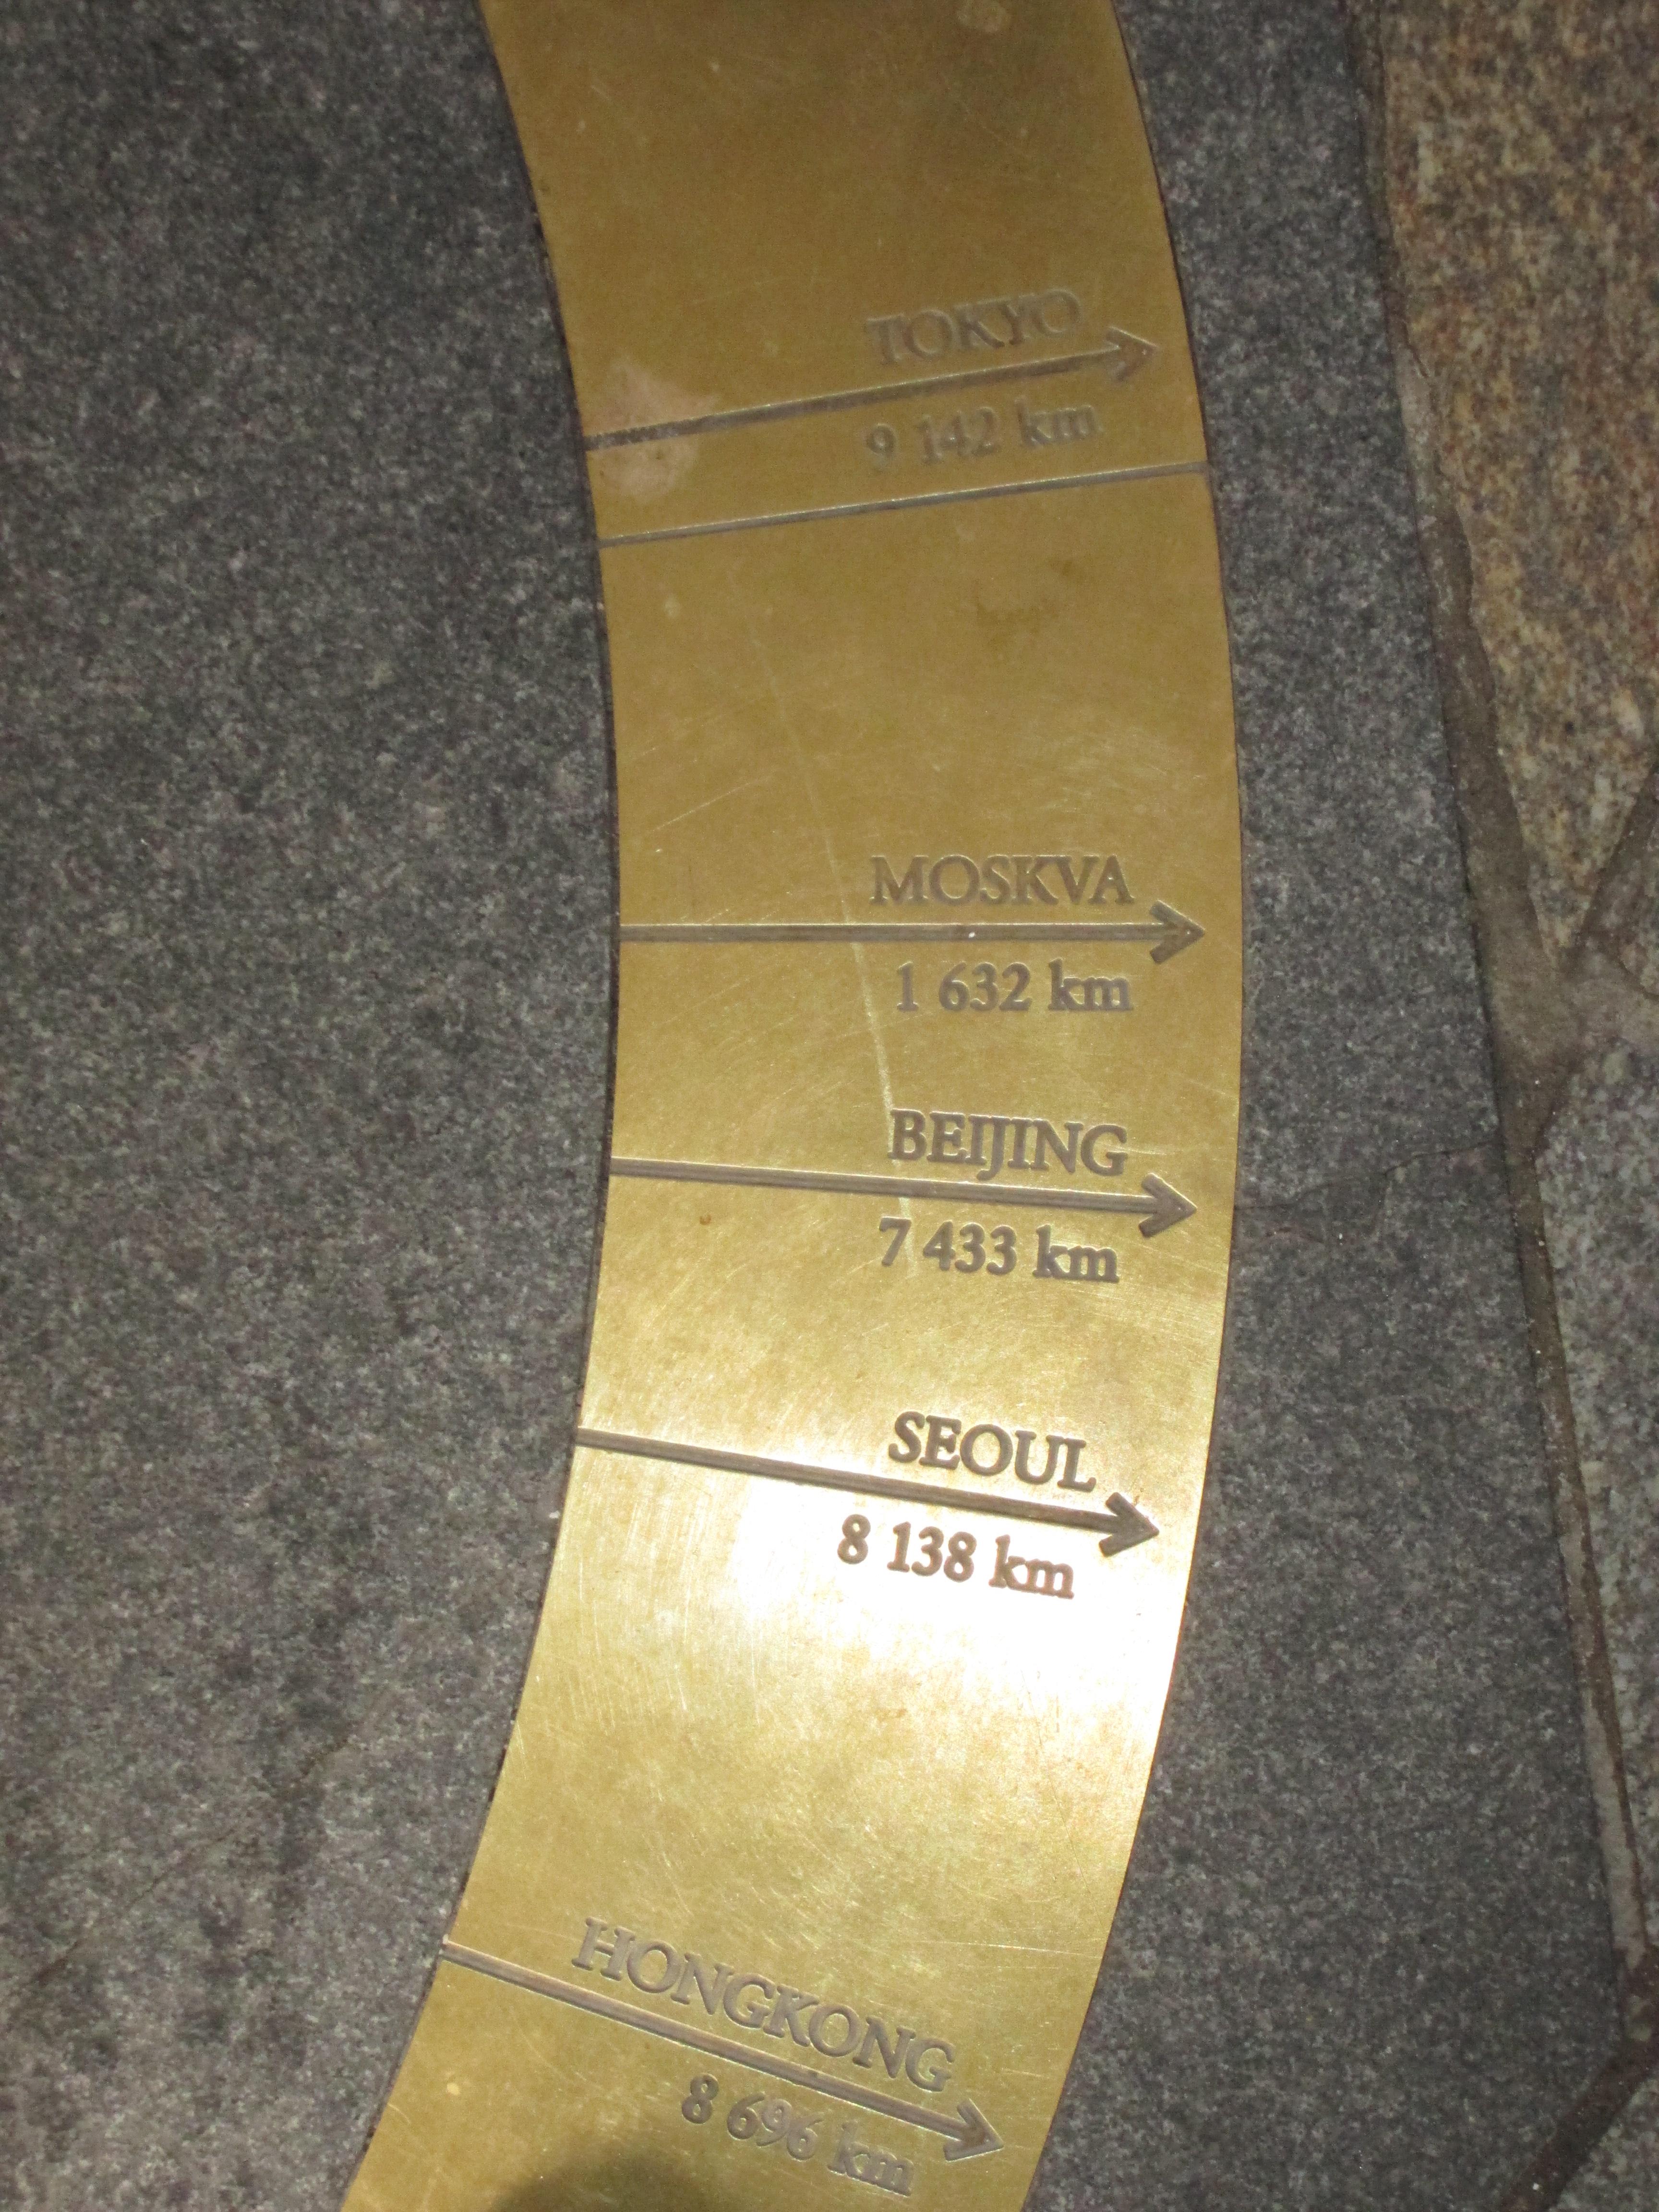 TOKYO
9 142 km
MOSKVA
1 632 km
BEIJING
7 433 km
SEOUL
8 138 km
HONGKONG
8 696 km